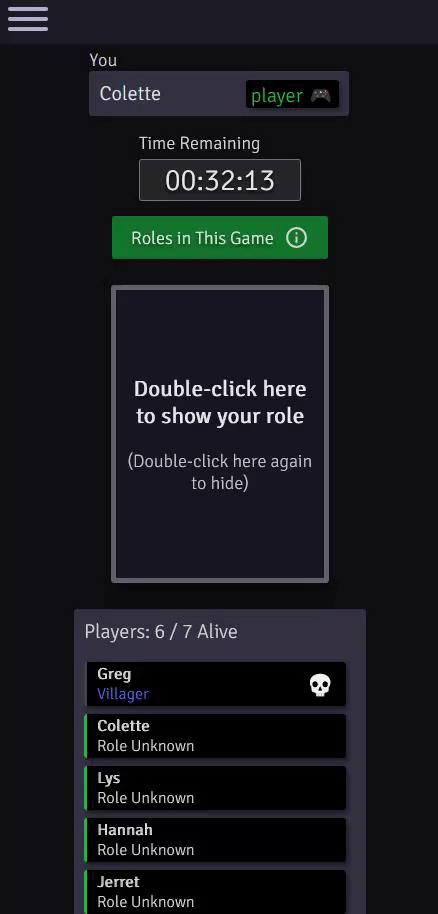 You
Colette
player 🎮
Time Remaining
00:32:13
Roles in This Game
Double-click here
to show your role
(Double-click here again
to hide)
Players: 6 / 7 Alive
Greg
Villager
Colette
Role Unknown
Lys
Role Unknown
Hannah
Role Unknown
Jerret
Role Unknown